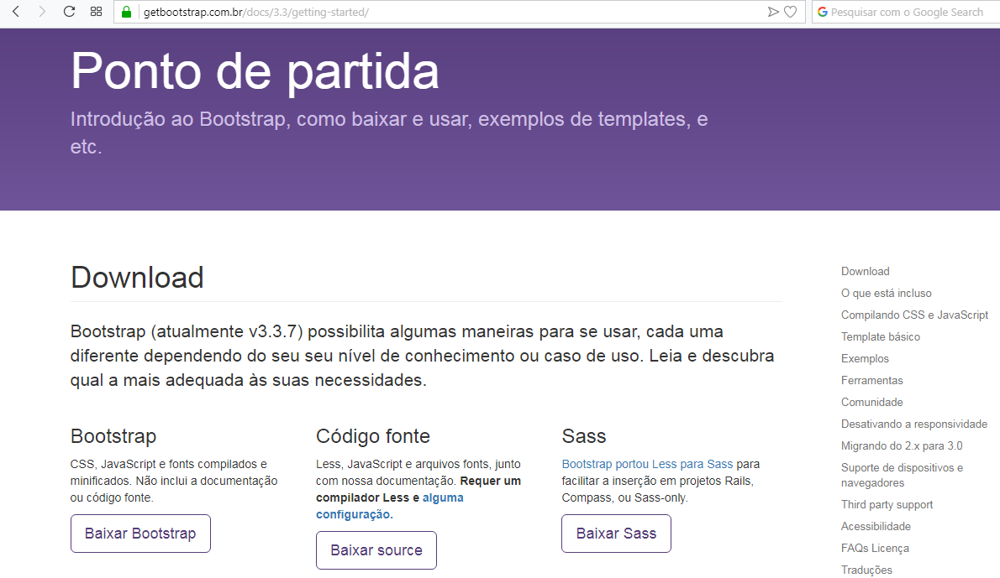 getbootstrap.com.br/docs/3.3/getting-started/
Pesquisar com o Google Search
Ponto de partida
Introdução ao Bootstrap, como baixar e usar, exemplos de templates, e
etc.
Download
Bootstrap (atualmente v3.3.7) possibilita algumas maneiras para se usar, cada uma
diferente dependendo do seu seu nível de conhecimento ou caso de uso. Leia e descubra
qual a mais adequada às suas necessidades.
Bootstrap
CSS, JavaScript e fonts compilados e
minificados. Não inclui a documentação
ou código fonte.
Baixar Bootstrap
Código fonte
Less, JavaScript e arquivos fonts, junto
com nossa documentação. Requer um
compilador Less e alguma
configuração.
Baixar source
Sass
Bootstrap portou Less para Sass para
facilitar a inserção em projetos Rails,
Compass, ou Sass-only.
Baixar Sass
Download
O que está incluso
Compilando CSS e JavaScript
Template básico
Exemplos
Ferramentas
Comunidade
Desativando a responsividade
Migrando do 2.x para 3.0
Suporte de dispositivos e
navegadores
Third party support
Acessibilidade
FAQs Licença
Traduções